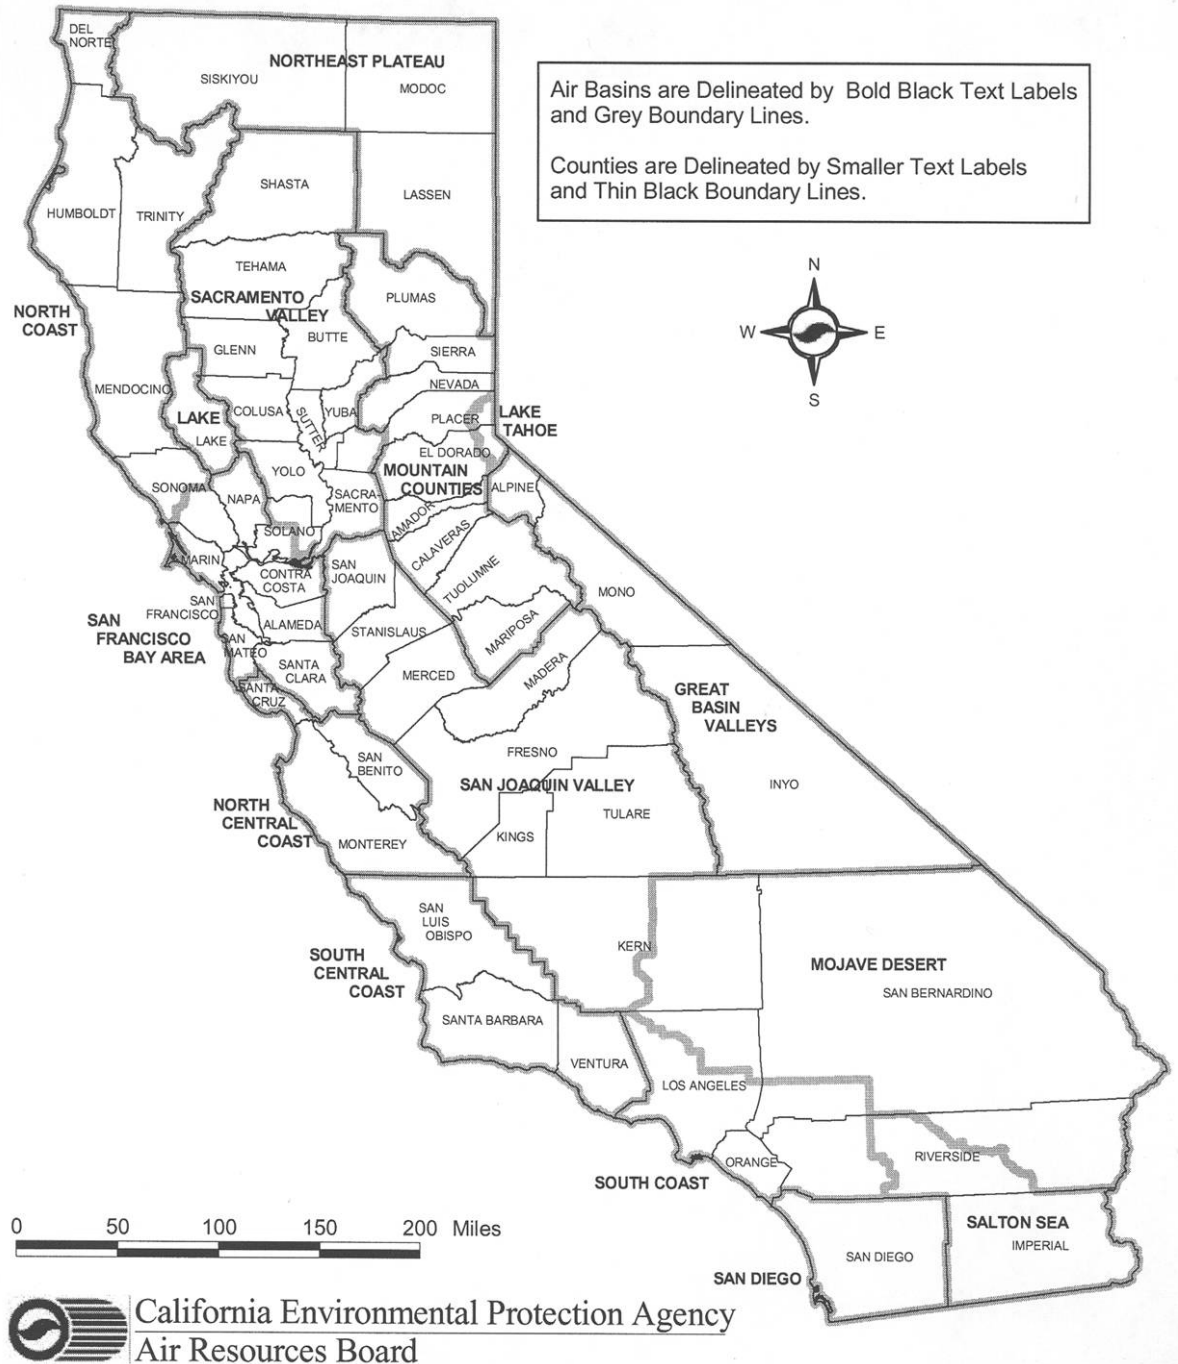 DEL
NORTE
NORTHEAST PLATEAU
SISKIYOU
MODOC
Air Basins are Delineated by Bold Black Text Labels
and Grey Boundary Lines.
Counties are Delineated by Smaller Text Labels
and Thin Black Boundary Lines.
SHASTA
LASSEN
HUMBOLDT
TRINITY
TEHAMA
SACRAMENTO
VALLEY
PLUMAS
NORTH
COAST
BUTTE
GLENN
SIERRA
N
W
E
S
MENDOCINO
NEVADA
COLUSA
SUTTER
YUBA
PLACER
LAKE
LAKE
LAKE
TAHOE
EL DORADO
YOLO
MOUNTAIN
COUNTIES
ALPINE
SONOMA
NAPA
SACRA-
MENTO
AMADOR
SOLANO
CALAVERAS
MARIN
CONTRA
COSTA
SAN
JOAQUIN
TUOLUMNE
MONO
SAN
FRANCISCO
ALAMEDA
STANISLAUS
MARIPOSA
SAN
FRANCISCO
BAY AREA
SAN
MATEO
SANTA
CLARA
MERCED
MADERA
SANTA
CRUZ
GREAT
BASIN
VALLEYS
FRESNO
SAN
BENITO
SAN JOAQUIN VALLEY
INYO
NORTH
CENTRAL
COAST
TULARE
KINGS
MONTEREY
SAN
LUIS
OBISPO
KERN
SOUTH
CENTRAL
COAST
MOJAVE DESERT
SAN BERNARDINO
SANTA BARBARA
VENTURA
LOS ANGELES
ORANGE
RIVERSIDE
SOUTH COAST
SALTON SEA
IMPERIAL
SAN DIEGO
SAN DIEGO
0 50 100 150 200 Miles
California Environmental Protection Agency
Air Resources Board